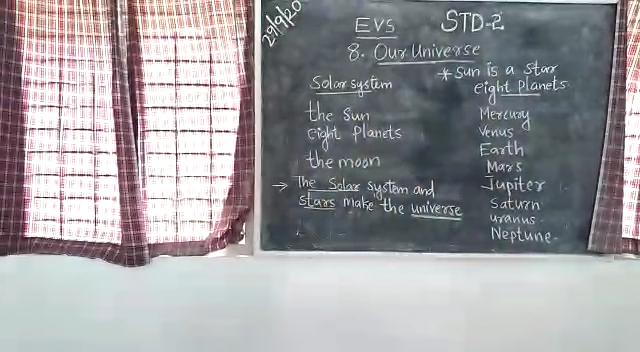 29/9/20
EVS STD-2
8. Our Universe
* Sun is a star
Solar system
the Sun
eight Planets
the moon
→ The Solar system and
stars make the universe
eight Planets
Mercury
Venus
Earth
Mars
Jupiter
Saturn
uranus
Neptune.